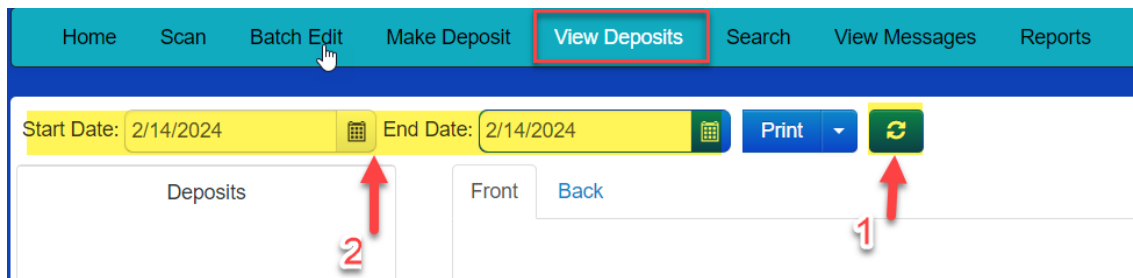 Home Scan Batch Edit Make Deposit View Deposits Search View Messages Reports
Start Date: 2/14/2024 End Date: 2/14/2024 Print
Deposits Front Back
2 1